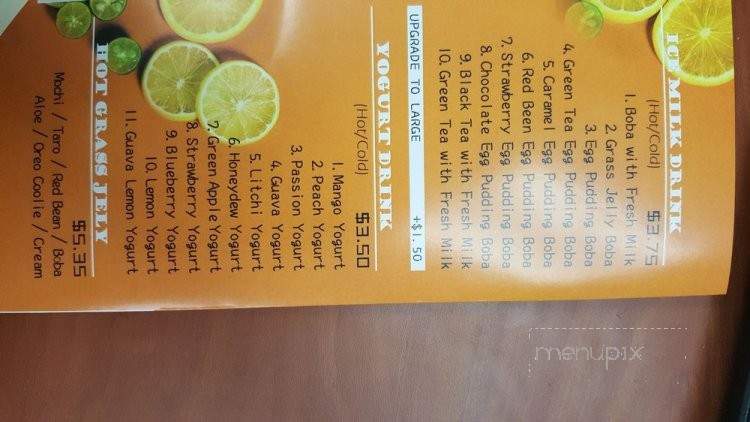 ICE MILK DRINK
(Hot/Cold) $3.75
1. Boba with Fresh Milk
2. Grass Jelly Boba
3. Egg Pudding Boba
4. Green Tea Egg Pudding Boba
5. Caramel Egg Pudding Boba
6. Red Been Egg Pudding Boba
7. Strawberry Egg Pudding Boba
8. Chocolate Egg Pudding Boba
9. Black Tea with Fresh Milk
10. Green Tea with Fresh Milk
UPGRADE TO LARGE +$1.50
YOGURT DRINK
(Hot/Cold) $3.50
1. Mango Yogurt
2. Peach Yogurt
3. Passion Yogurt
4. Guava Yogurt
5. Litchi Yogurt
6. Honeydew Yogurt
7. Green Apple Yogurt
8. Strawberry Yogurt
9. Blueberry Yogurt
10. Lemon Yogurt
11. Guava Lemon Yogurt
HOT GRASS JELY
$5.35
Mochi / Taro / Red Bean / Boba
Aloe / Oreo Coolie / Cream
menupix